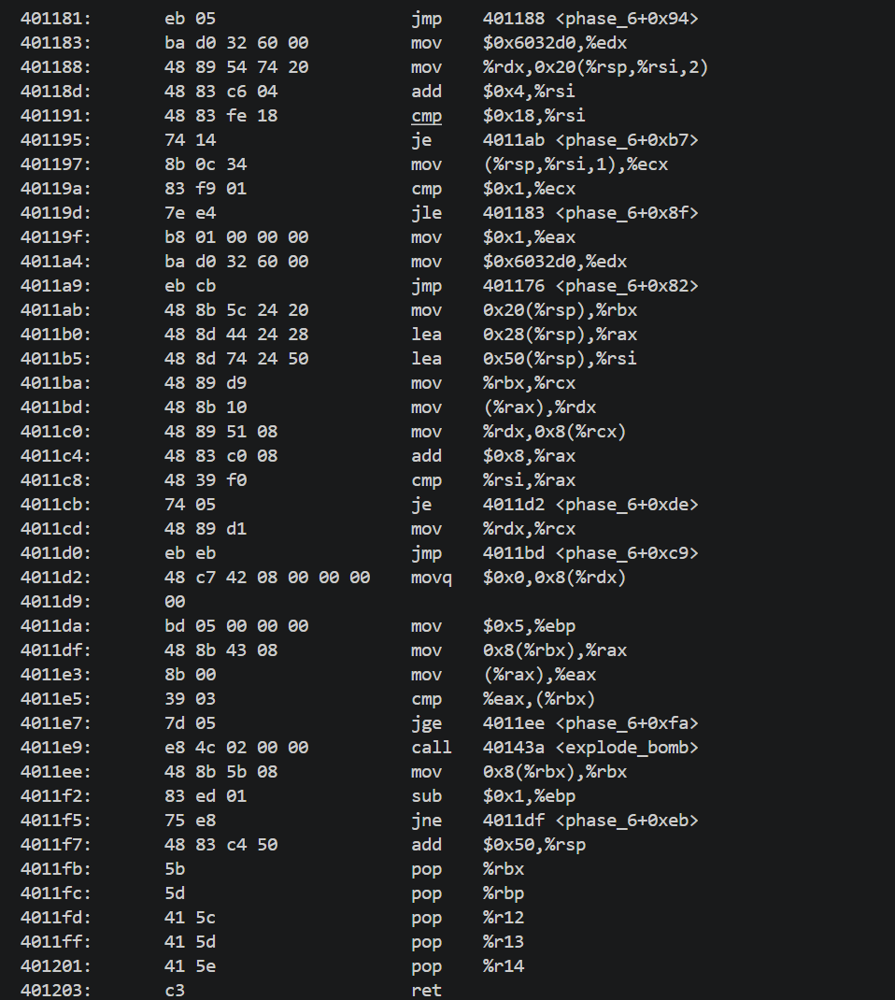 401181: eb 05 jmp 401188 <phase_6+0x94>
401183: ba d0 32 60 00 mov $0x6032d0,%edx
401188: 48 89 54 74 20 mov %rdx,0x20(%rsp,%rsi,2)
40118d: 48 83 c6 04 add $0x4,%rsi
401191: 48 83 fe 18 cmp $0x18,%rsi
401195: 74 14 je 4011ab <phase_6+0xb7>
401197: 8b 0c 34 mov (%rsp,%rsi,1),%ecx
40119a: 83 f9 01 cmp $0x1,%ecx
40119d: 7e e4 jle 401183 <phase_6+0x8f>
40119f: b8 01 00 00 00 mov $0x1,%eax
4011a4: ba d0 32 60 00 mov $0x6032d0,%edx
4011a9: eb cb jmp 401176 <phase_6+0x82>
4011ab: 48 8b 5c 24 20 mov 0x20(%rsp),%rbx
4011b0: 48 8d 44 24 28 lea 0x28(%rsp),%rax
4011b5: 48 8d 74 24 50 lea 0x50(%rsp),%rsi
4011ba: 48 89 d9 mov %rbx,%rcx
4011bd: 48 8b 10 mov (%rax),%rdx
4011c0: 48 89 51 08 mov %rdx,0x8(%rcx)
4011c4: 48 83 c0 08 add $0x8,%rax
4011c8: 48 39 f0 cmp %rsi,%rax
4011cb: 74 05 je 4011d2 <phase_6+0xde>
4011cd: 48 89 d1 mov %rdx,%rcx
4011d0: eb eb jmp 4011bd <phase_6+0xc9>
4011d2: 48 c7 42 08 00 00 00 movq $0x0,0x8(%rdx)
4011d9: 00
4011da: bd 05 00 00 00 mov $0x5,%ebp
4011df: 48 8b 43 08 mov 0x8(%rbx),%rax
4011e3: 8b 00 mov (%rax),%eax
4011e5: 39 03 cmp %eax,(%rbx)
4011e7: 7d 05 jge 4011ee <phase_6+0xfa>
4011e9: e8 4c 02 00 00 call 40143a <explode_bomb>
4011ee: 48 8b 5b 08 mov 0x8(%rbx),%rbx
4011f2: 83 ed 01 sub $0x1,%ebp
4011f5: 75 e8 jne 4011df <phase_6+0xeb>
4011f7: 48 83 c4 50 add $0x50,%rsp
4011fb: 5b pop %rbx
4011fc: 5d pop %rbp
4011fd: 41 5c pop %r12
4011ff: 41 5d pop %r13
401201: 41 5e pop %r14
401203: c3 ret